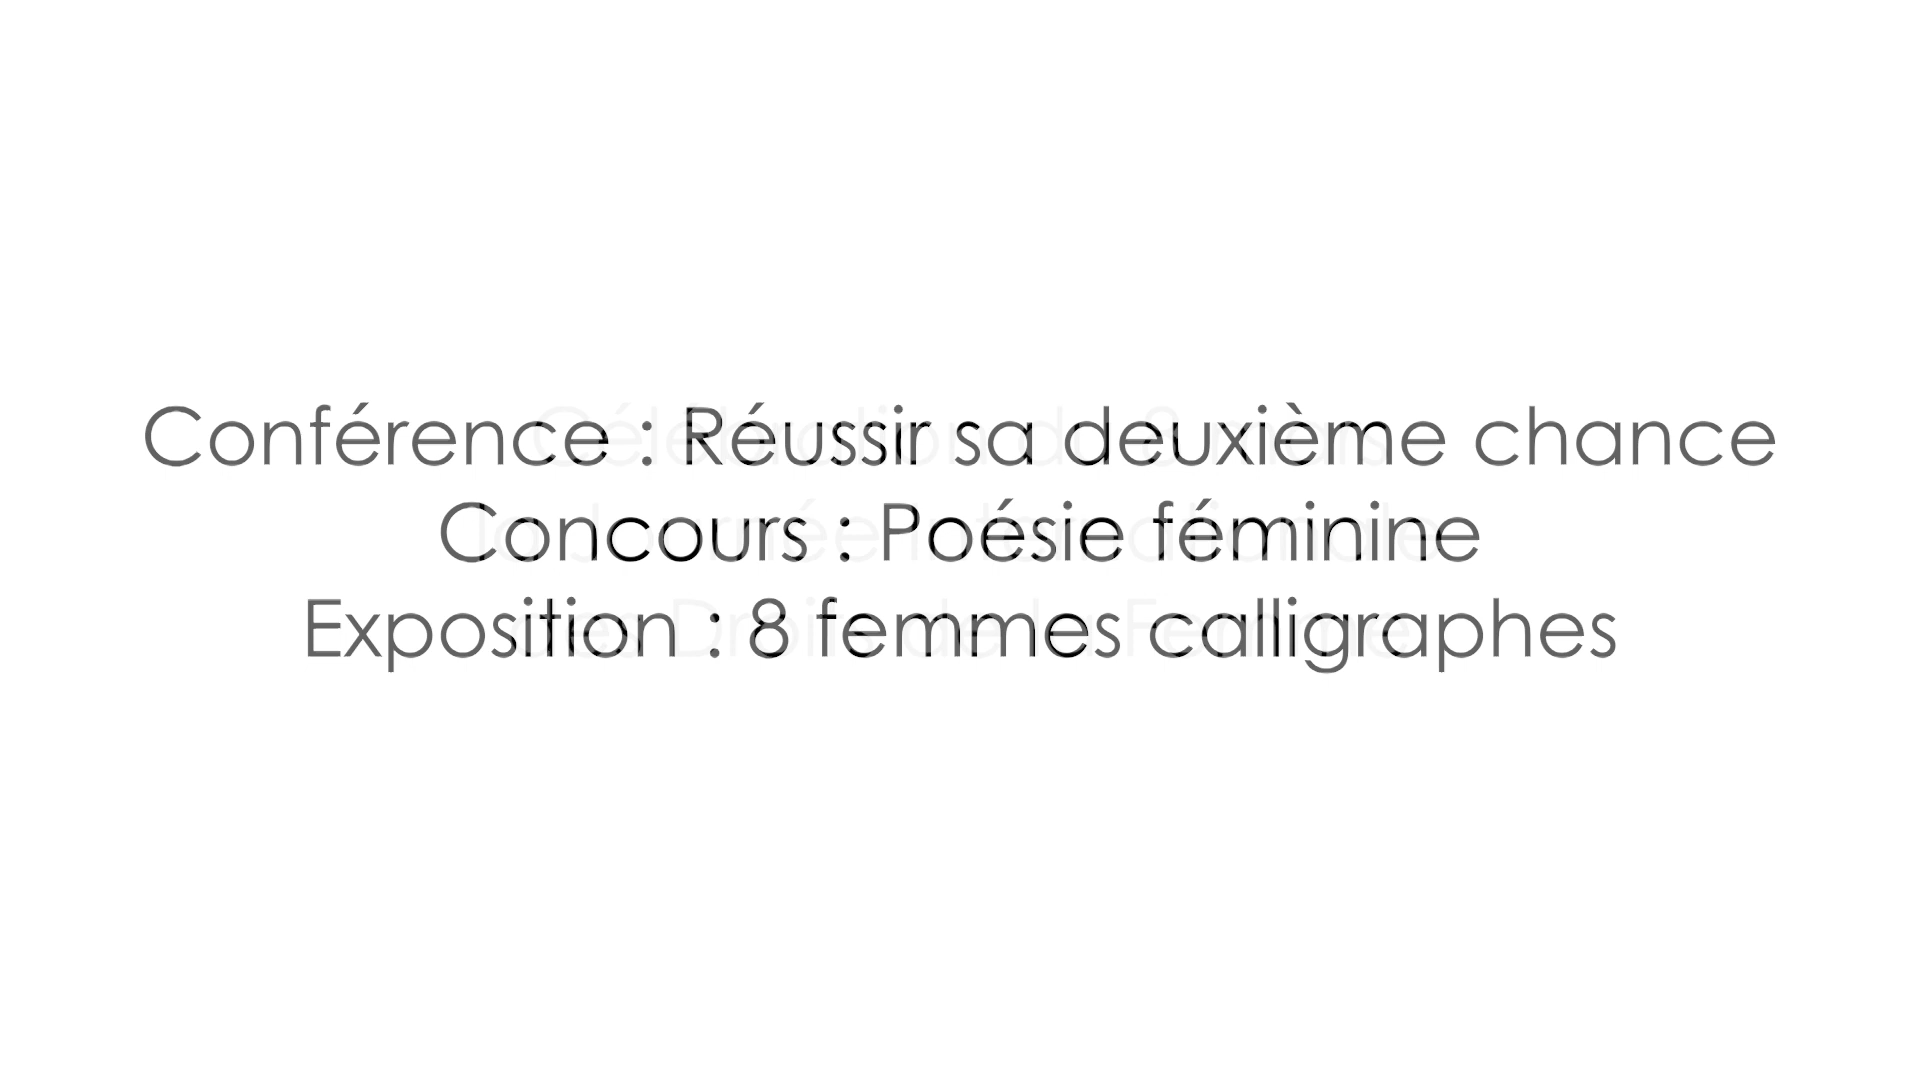 Conférence : Réussir sa deuxième chance
Concours : Poésie féminine
Exposition : 8 femmes calligraphes